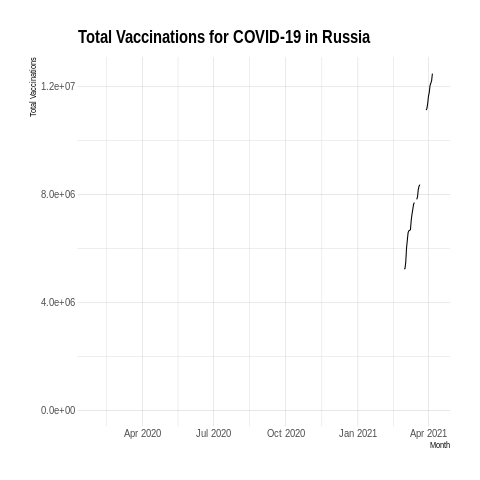 Total Vaccinations for COVID-19 in Russia
Total Vaccinations
1.2e+07
8.0e+06
4.0e+06
0.0e+00
Apr 2020 Jul 2020 Oct 2020 Jan 2021 Apr 2021
Month